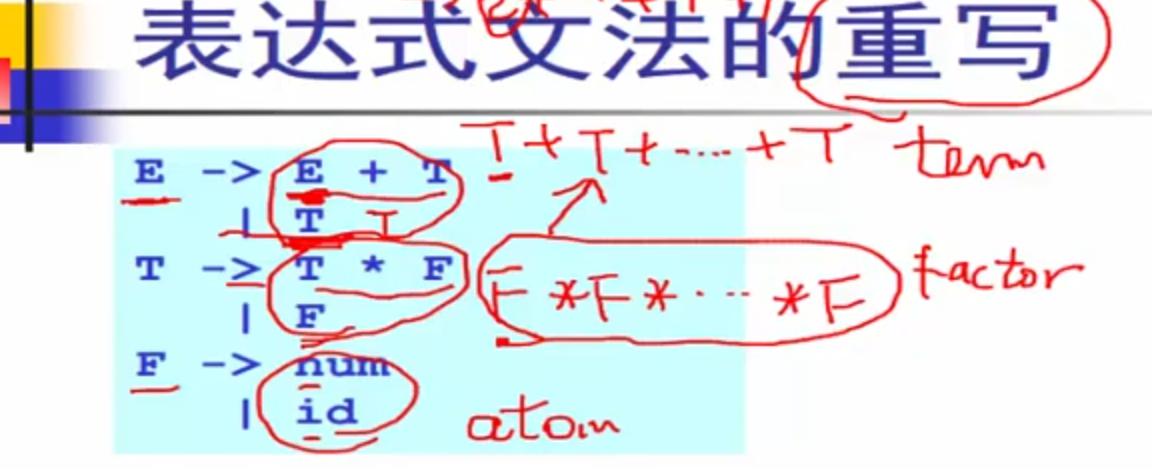 表达式文法的重写
T + T + ... + T term
E -> E + T
| T T
T -> T * F
F * F * ... * F factor
| F
F -> num
| id
atom